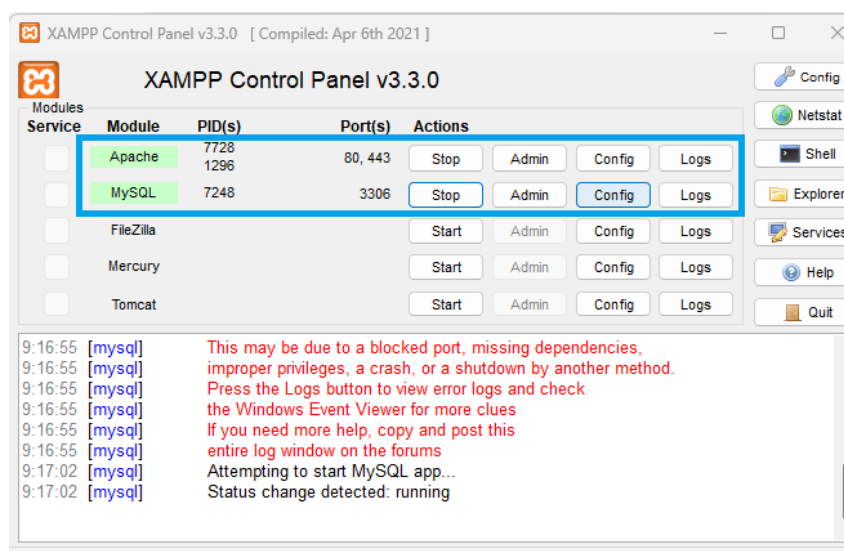 XAMPP Control Panel v3.3.0 [ Compiled: Apr 6th 2021 ]
XAMPP Control Panel v3.3.0
Config
Netstat
Shell
Explorer
Services
Help
Quit
Modules
Service Module PID(s) Port(s) Actions
Apache 7728 1296 80, 443 Stop Admin Config Logs
MySQL 7248 3306 Stop Admin Config Logs
FileZilla Start Admin Config Logs
Mercury Start Admin Config Logs
Tomcat Start Admin Config Logs
9:16:55 [mysql] This may be due to a blocked port, missing dependencies,
9:16:55 [mysql] improper privileges, a crash, or a shutdown by another method.
9:16:55 [mysql] Press the Logs button to view error logs and check
9:16:55 [mysql] the Windows Event Viewer for more clues
9:16:55 [mysql] If you need more help, copy and post this
9:16:55 [mysql] entire log window on the forums
9:17:02 [mysql] Attempting to start MySQL app...
9:17:02 [mysql] Status change detected: running